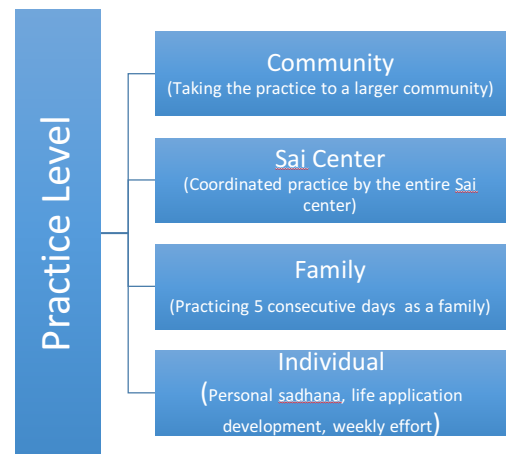 Practice Level
Community
(Taking the practice to a larger community)
Sai Center
(Coordinated practice by the entire Sai
center)
Family
(Practicing 5 consecutive days as a family)
Individual
(Personal sadhana, life application
development, weekly effort)